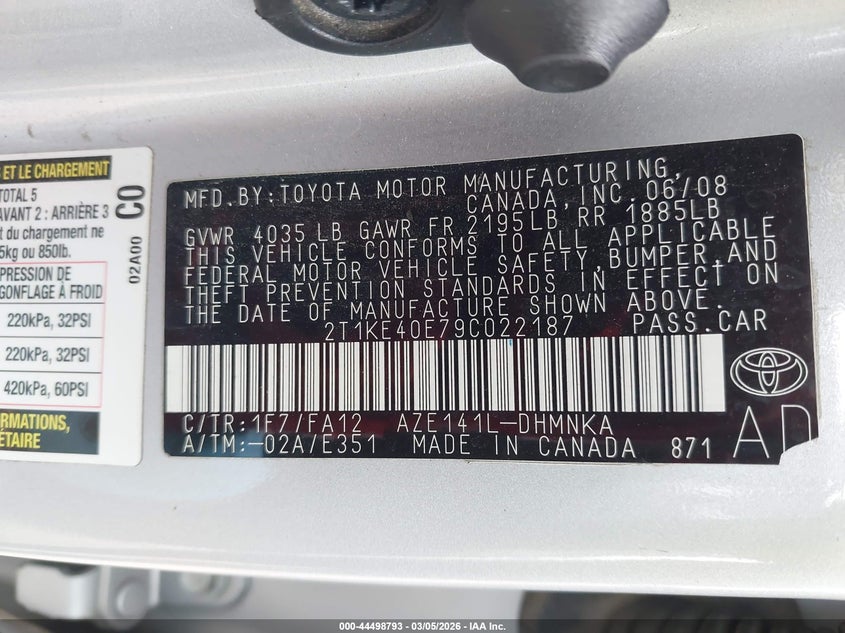 ET LE CHARGEMENT
TOTAL 5
AVANT 2 : ARRIÈRE 3
du chargement ne
5kg ou 850lb.
CO
02A00
PRESSION DE
GONFLAGE À FROID
220kPa, 32PSI
220kPa, 32PSI
420kPa, 60PSI
MFD.BY:TOYOTA MOTOR MANUFACTURING,
CANADA, INC. 06/08
GVWR 4035 LB GAWR FR 2195LB, RR 1885LB
THIS VEHICLE CONFORMS TO ALL APPLICABLE
FEDERAL MOTOR VEHICLE SAFETY, BUMPER, AND
THEFT PREVENTION STANDARDS IN EFFECT ON
THE DATE OF MANUFACTURE SHOWN ABOVE.
2T1KE40E79C022187 PASS.CAR
C/TR:1F7/FA12 AZE141L-DHMNKA
A/TM:-02A/E351 MADE IN CANADA 871
AD
000-44498793 - 03/05/2026 - IAA Inc.